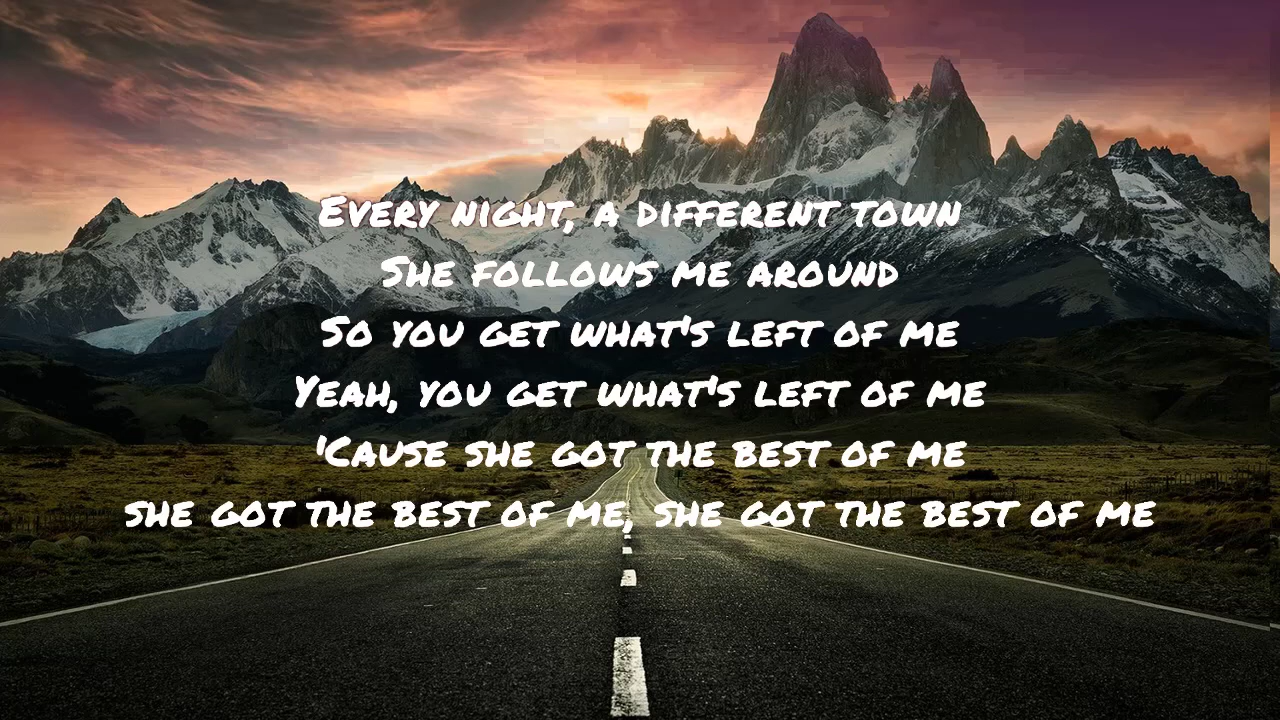 Every night, a different town
She follows me around
So you get what's left of me
Yeah, you get what's left of me
'Cause she got the best of me
she got the best of me, she got the best of me